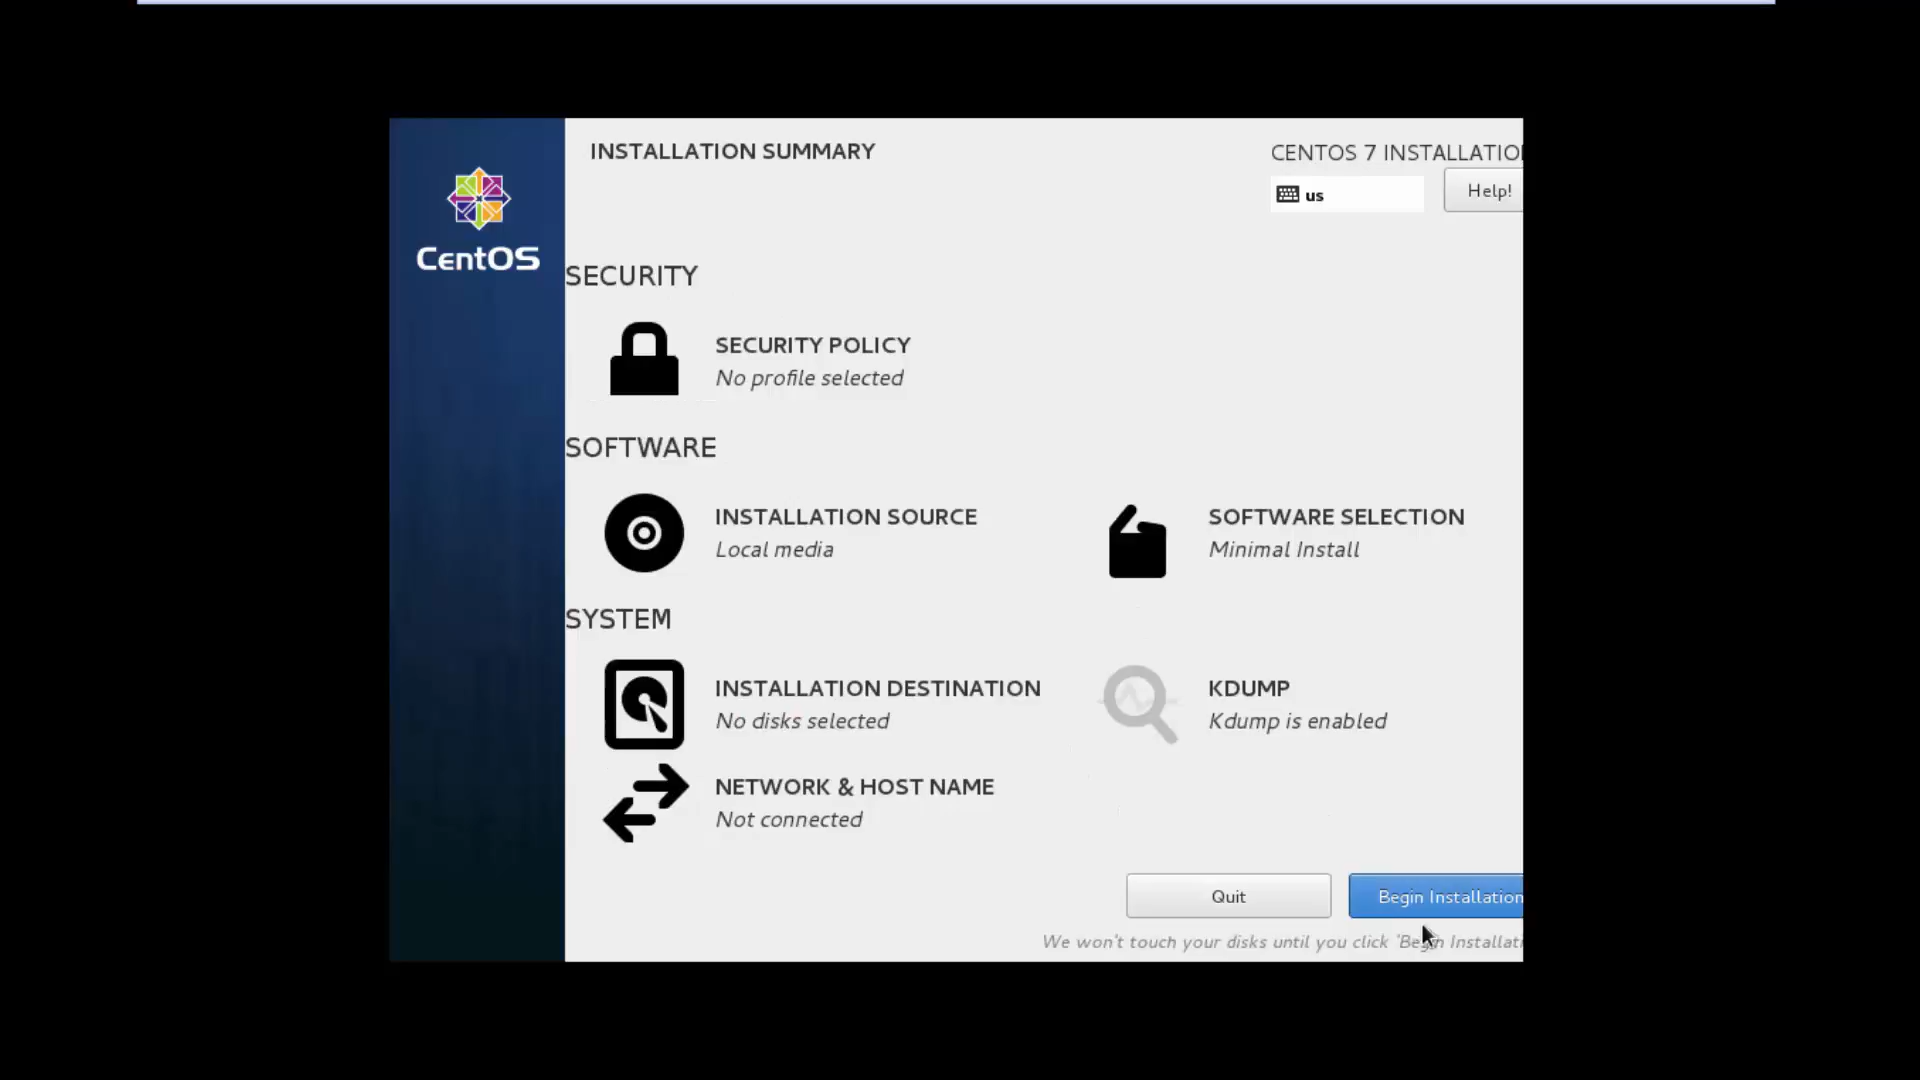 INSTALLATION SUMMARY
CENTOS 7 INSTALLATIO
us
Help!
CentOS
SECURITY
SECURITY POLICY
No profile selected
SOFTWARE
INSTALLATION SOURCE
Local media
SOFTWARE SELECTION
Minimal Install
SYSTEM
INSTALLATION DESTINATION
No disks selected
KDUMP
Kdump is enabled
NETWORK & HOST NAME
Not connected
Quit
Begin Installation
We won't touch your disks until you click 'Begin Installati